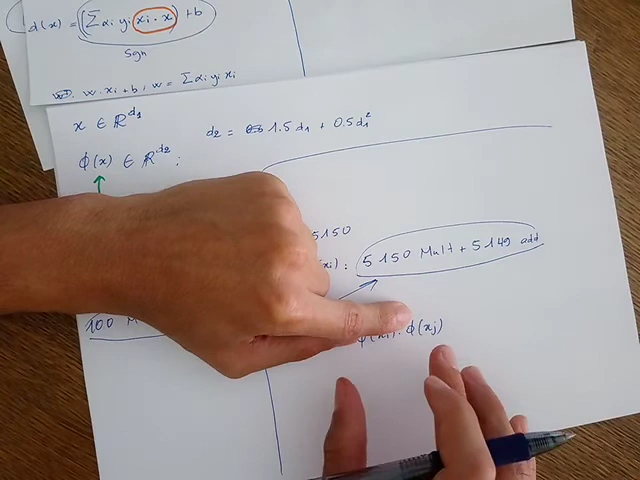 d(x) = (Σ αi yi xi · x) + b
Sgn
w · xi + b ; w = Σ αi yi xi
x ∈ ℝ^d1
d2 = 1.5 d1 + 0.5 d1²
ϕ(x) ∈ ℝ^d2 ;
5150
(xi) : 5150 Mult + 5149 add
100 M
ϕ(xi) · ϕ(xj)